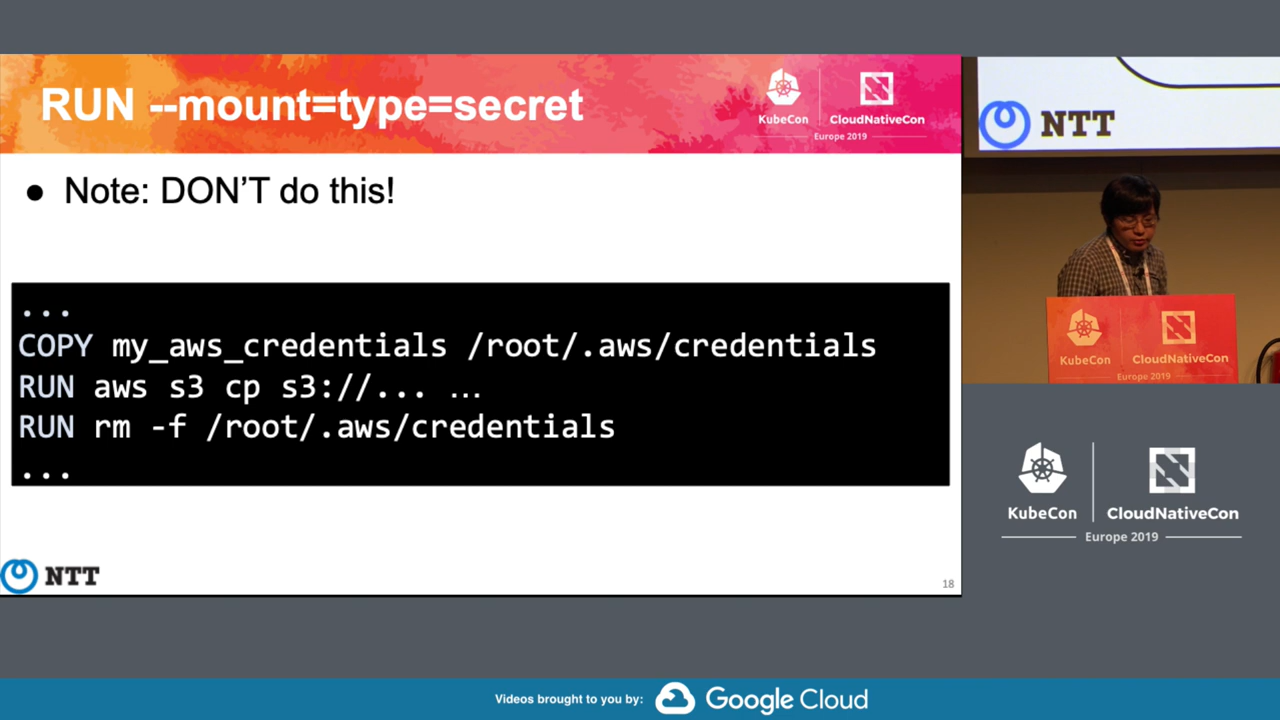 RUN --mount=type=secret
KubeCon
CloudNativeCon
Europe 2019
● Note: DON’T do this!
...
COPY my_aws_credentials /root/.aws/credentials
RUN aws s3 cp s3://... …
RUN rm -f /root/.aws/credentials
...
NTT
18
NTT
KubeCon
CloudNativeCon
Europe 2019
KubeCon
CloudNativeCon
Europe 2019
Videos brought to you by:
Google Cloud